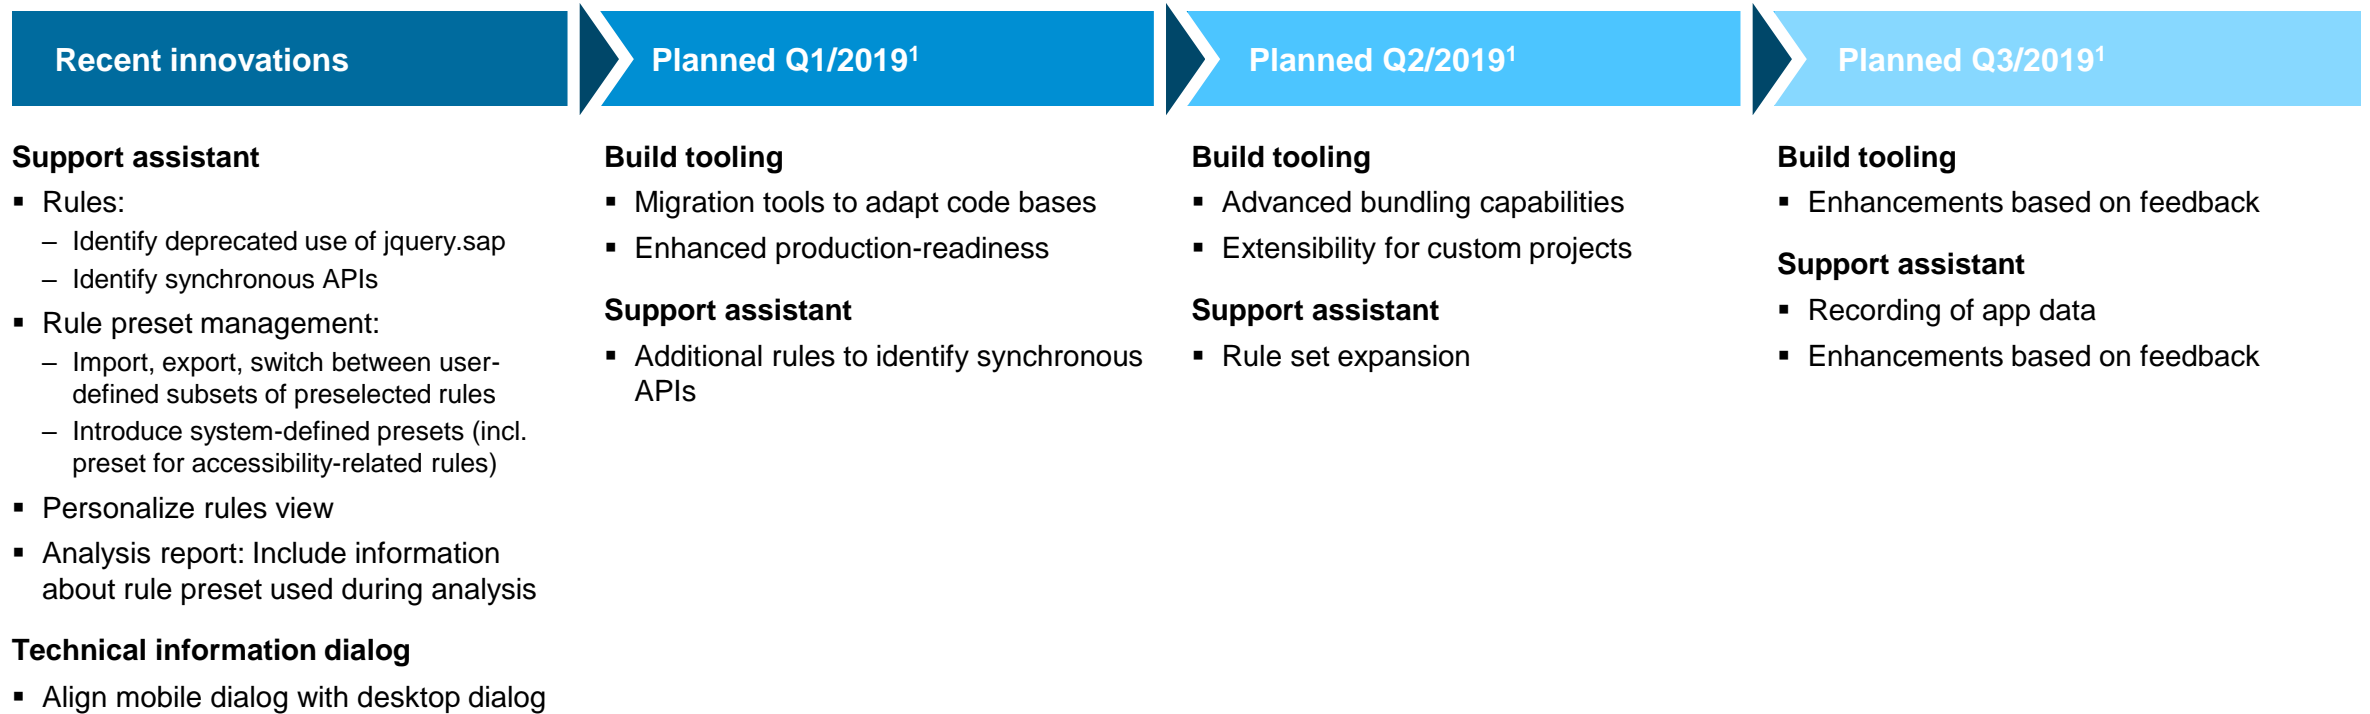 Recent innovations
Planned Q1/2019¹
Planned Q2/2019¹
Planned Q3/2019¹
Support assistant
▪ Rules:
– Identify deprecated use of jquery.sap
– Identify synchronous APIs
▪ Rule preset management:
– Import, export, switch between user-
defined subsets of preselected rules
– Introduce system-defined presets (incl.
preset for accessibility-related rules)
▪ Personalize rules view
▪ Analysis report: Include information
about rule preset used during analysis
Technical information dialog
▪ Align mobile dialog with desktop dialog
Build tooling
▪ Migration tools to adapt code bases
▪ Enhanced production-readiness
Support assistant
▪ Additional rules to identify synchronous
APIs
Build tooling
▪ Advanced bundling capabilities
▪ Extensibility for custom projects
Support assistant
▪ Rule set expansion
Build tooling
▪ Enhancements based on feedback
Support assistant
▪ Recording of app data
▪ Enhancements based on feedback